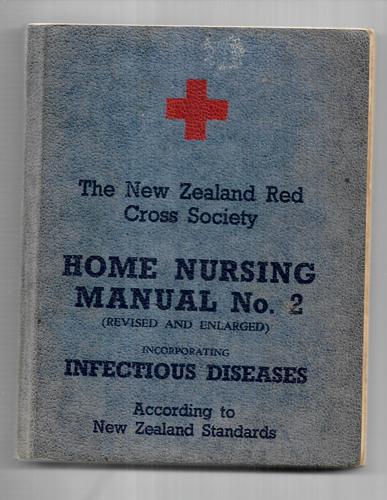 The New Zealand Red
Cross Society
HOME NURSING
MANUAL No. 2
(REVISED AND ENLARGED)
INCORPORATING
INFECTIOUS DISEASES
According to
New Zealand Standards